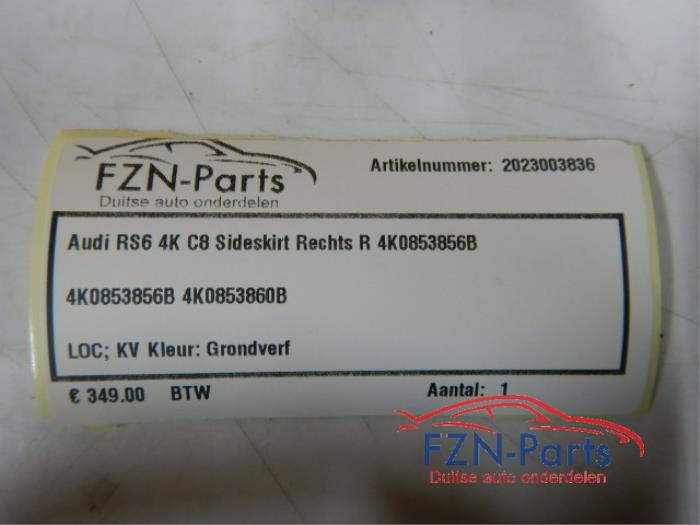 FZN-Parts
Duitse auto onderdelen
Artikelnummer: 2023003836
Audi RS6 4K C8 Sideskirt Rechts R 4K0853856B
4K0853856B 4K0853860B
LOC; KV Kleur: Grondverf
€ 349.00 BTW Aantal: 1
FZN-Parts
Duitse auto onderdelen